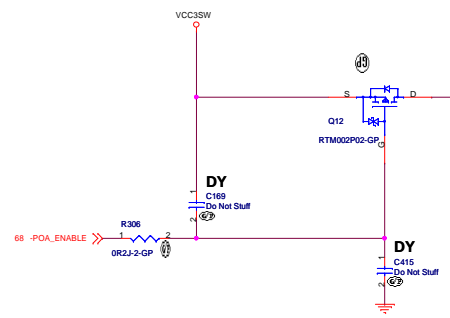 VCC3SW
S
D
Q12
G
RTM002P02-GP
1
DY
C169
Do Not Stuff
2
R306
68 -POA_ENABLE
1
2
0R2J-2-GP
DY
1
C415
Do Not Stuff
2